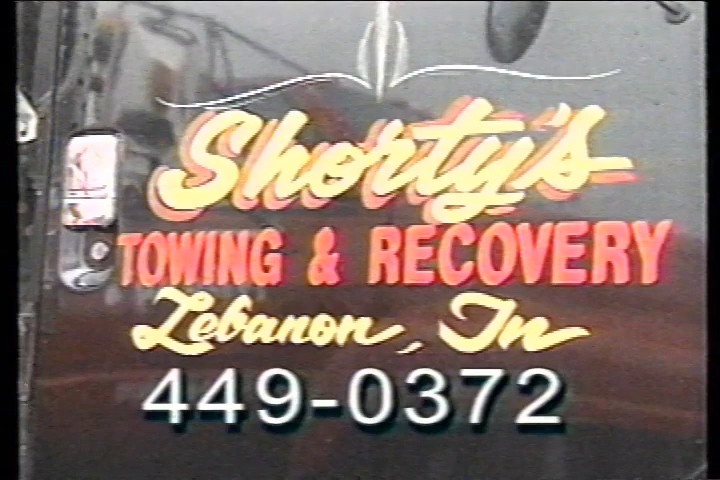 Shorty's
TOWING & RECOVERY
Lebanon, In
449-0372